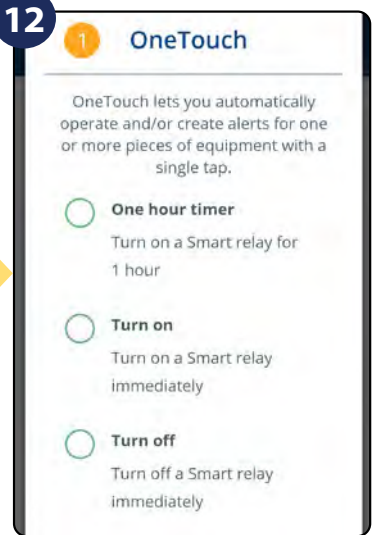 12
1 OneTouch
OneTouch lets you automatically
operate and/or create alerts for one
or more pieces of equipment with a
single tap.
One hour timer
Turn on a Smart relay for
1 hour
Turn on
Turn on a Smart relay
immediately
Turn off
Turn off a Smart relay
immediately